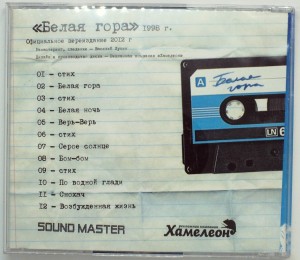 «Белая гора» 1996 г.
Официальное переиздание 2012 г
01 - стих
02 - Белая гора
03 - стих
04 - Белая ночь
05 - Верь-Верь
06 - стих
07 - Серое солнце
08 - Бом-бом
09 - стих
10 - По водной глади
11 - Смохач
12 - Возбужденная жизнь
A
Белая
гора
LN
SOUND MASTER
Хамелеон